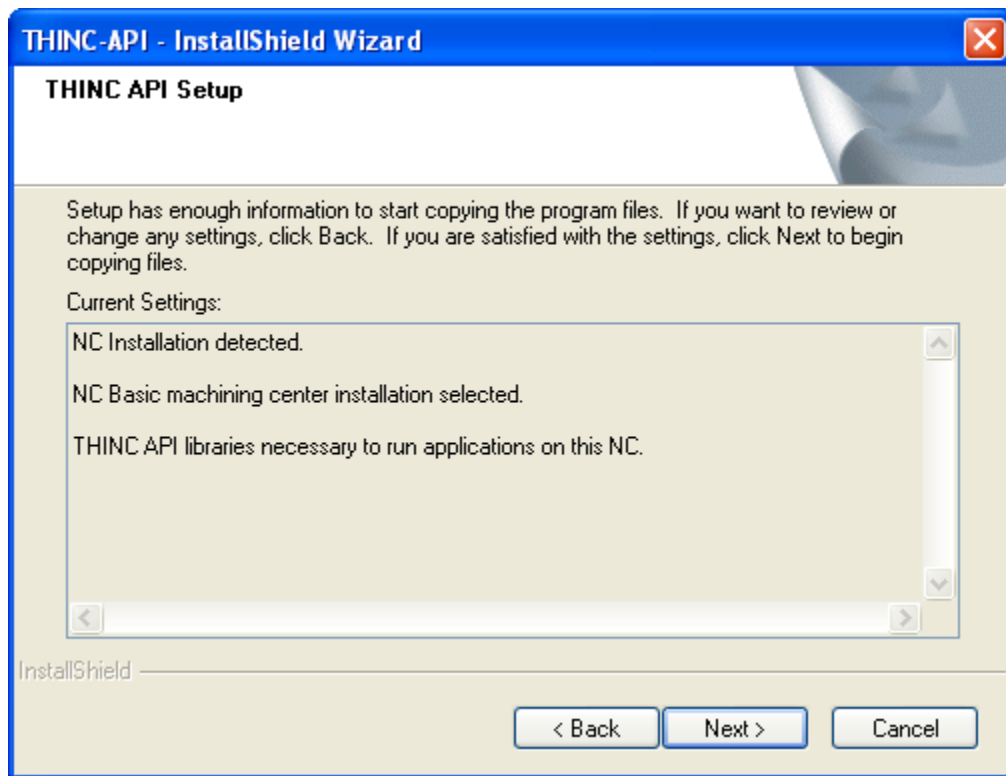 THINC-API - InstallShield Wizard
THINC API Setup
Setup has enough information to start copying the program files.  If you want to review or
change any settings, click Back.  If you are satisfied with the settings, click Next to begin
copying files.
Current Settings:
NC Installation detected.
NC Basic machining center installation selected.
THINC API libraries necessary to run applications on this NC.
InstallShield
< Back
Next >
Cancel